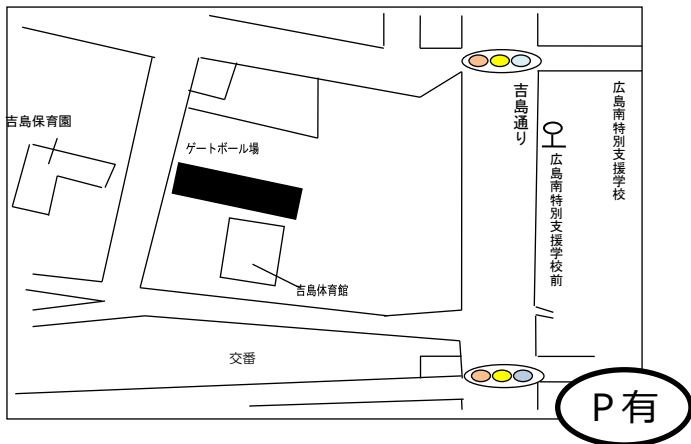 吉島保育園
ゲートボール場
吉島体育館
交番
吉島通り
広島南特別支援学校前
広島南特別支援学校
P有